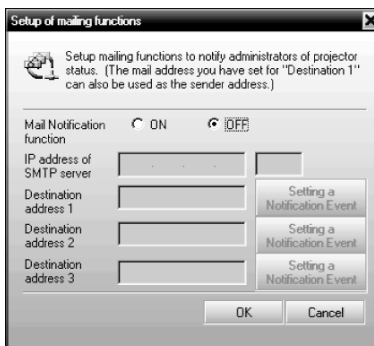 Setup of mailing functions
Setup mailing functions to notify administrators of projector
status. (The mail address you have set for "Destination 1"
can also be used as the sender address.)
Mail Notification
function
ON
OFF
IP address of
SMTP server
Destination
address 1
Setting a
Notification Event
Destination
address 2
Setting a
Notification Event
Destination
address 3
Setting a
Notification Event
OK
Cancel